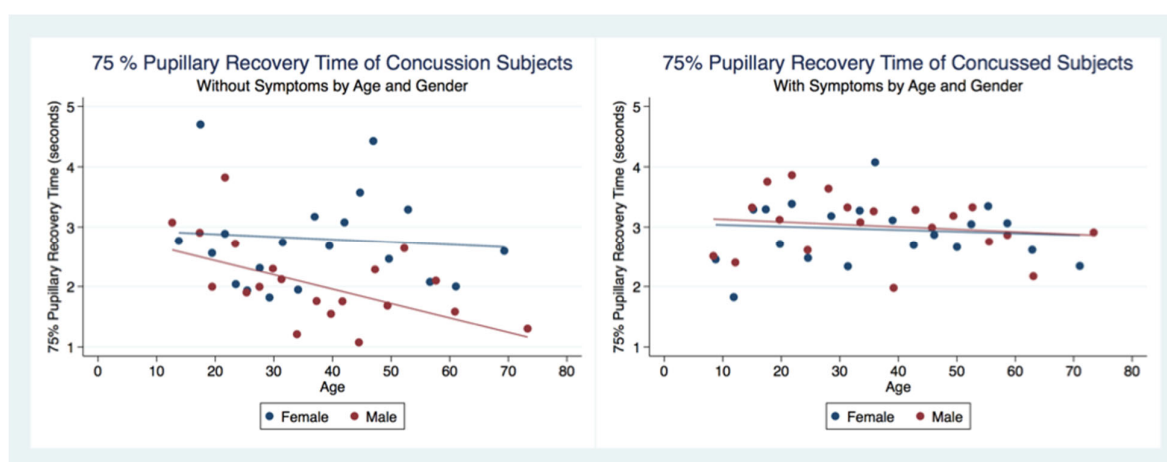 75 % Pupillary Recovery Time of Concussion Subjects
Without Symptoms by Age and Gender
75% Pupillary Recovery Time (seconds)
5
4
3
2
1
0 10 20 30 40 50 60 70 80
Age
Female Male
75% Pupillary Recovery Time of Concussed Subjects
With Symptoms by Age and Gender
75% Pupillary Recovery Time (seconds)
5
4
3
2
1
0 10 20 30 40 50 60 70 80
Age
Female Male